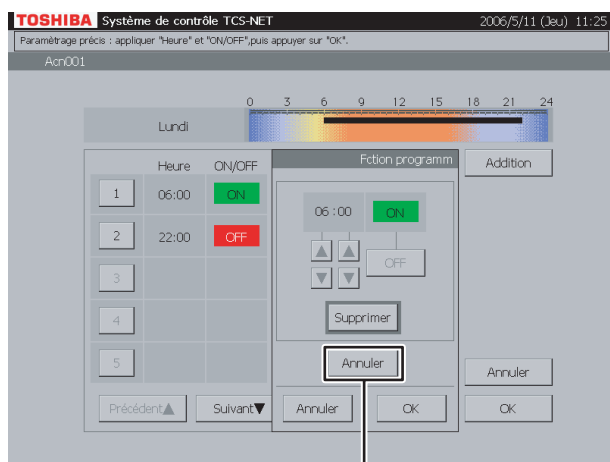 TOSHIBA Système de contrôle TCS-NET 2006/5/11 (Jeu) 11:25
Paramètrage précis : appliquer "Heure" et "ON/OFF",puis appuyer sur "OK".
Acn001
0 3 6 9 12 15 18 21 24
Lundi
Heure ON/OFF Fction programm Addition
1 06:00 ON
06:00 ON
2 22:00 OFF
OFF
3
4 Supprimer
5 Annuler Annuler
Précédent▲ Suivant▼ Annuler OK OK